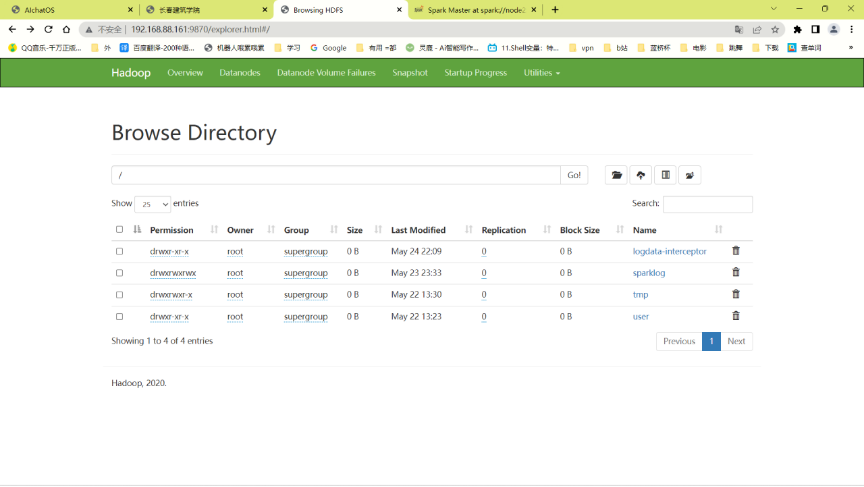 AIchatOS
长春建筑学院
Browsing HDFS
Spark Master at spark://node2
不安全 | 192.168.88.161:9870/explorer.html#/
QQ音乐-千万正版... 外 百度翻译-200种语... 机器人喂累喂累 学习 Google 有用 =部 灵鹿 - Ai智能写作... 11.Shell变量：特... vpn b站 蓝桥杯 电影 跳舞 下载 查单词 »
Hadoop Overview Datanodes Datanode Volume Failures Snapshot Startup Progress Utilities
Browse Directory
/ Go!
Show 25 entries Search:
Permission Owner Group Size Last Modified Replication Block Size Name
drwxr-xr-x root supergroup 0 B May 24 22:09 0 0 B logdata-interceptor
drwxrwxrwx root supergroup 0 B May 23 23:33 0 0 B sparklog
drwxrwxr-x root supergroup 0 B May 22 13:30 0 0 B tmp
drwxr-xr-x root supergroup 0 B May 22 13:23 0 0 B user
Showing 1 to 4 of 4 entries Previous 1 Next
Hadoop, 2020.